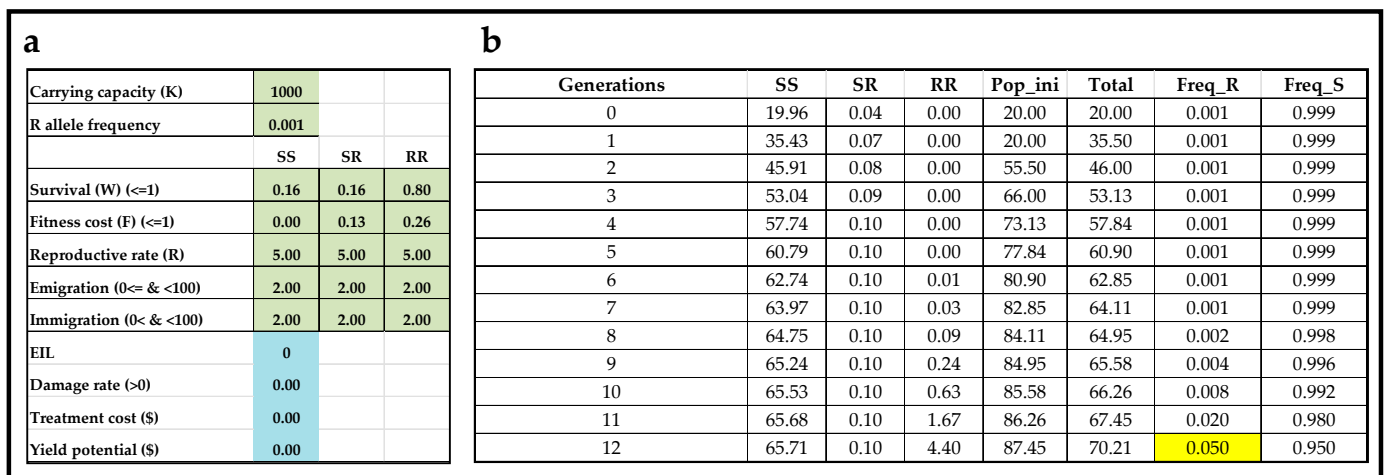 a
Carrying capacity (K) 1000
R allele frequency 0.001
SS SR RR
Survival (W) (<=1) 0.16 0.16 0.80
Fitness cost (F) (<=1) 0.00 0.13 0.26
Reproductive rate (R) 5.00 5.00 5.00
Emigration (0<= & <100) 2.00 2.00 2.00
Immigration (0< & <100) 2.00 2.00 2.00
EIL 0
Damage rate (>0) 0.00
Treatment cost ($) 0.00
Yield potential ($) 0.00
b
Generations SS SR RR Pop_ini Total Freq_R Freq_S
0 19.96 0.04 0.00 20.00 20.00 0.001 0.999
1 35.43 0.07 0.00 20.00 35.50 0.001 0.999
2 45.91 0.08 0.00 55.50 46.00 0.001 0.999
3 53.04 0.09 0.00 66.00 53.13 0.001 0.999
4 57.74 0.10 0.00 73.13 57.84 0.001 0.999
5 60.79 0.10 0.00 77.84 60.90 0.001 0.999
6 62.74 0.10 0.01 80.90 62.85 0.001 0.999
7 63.97 0.10 0.03 82.85 64.11 0.001 0.999
8 64.75 0.10 0.09 84.11 64.95 0.002 0.998
9 65.24 0.10 0.24 84.95 65.58 0.004 0.996
10 65.53 0.10 0.63 85.58 66.26 0.008 0.992
11 65.68 0.10 1.67 86.26 67.45 0.020 0.980
12 65.71 0.10 4.40 87.45 70.21 0.050 0.950